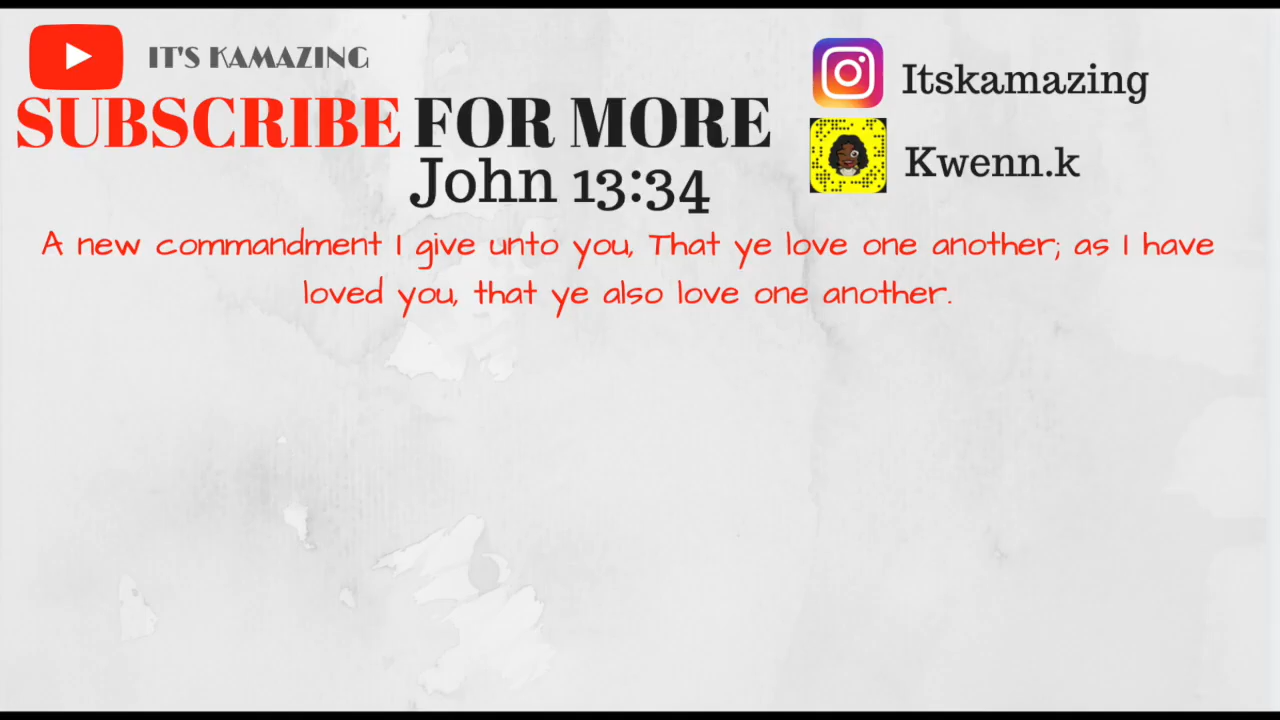 IT'S KAMAZING
SUBSCRIBE FOR MORE
Itskamazing
Kwenn.k
John 13:34
A new commandment I give unto you, That ye love one another; as I have
loved you, that ye also love one another.